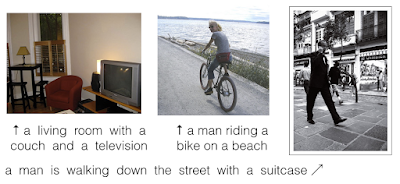 ↑ a living room with a
couch and a television
↑ a man riding a
bike on a beach
a man is walking down the street with a suitcase ↗